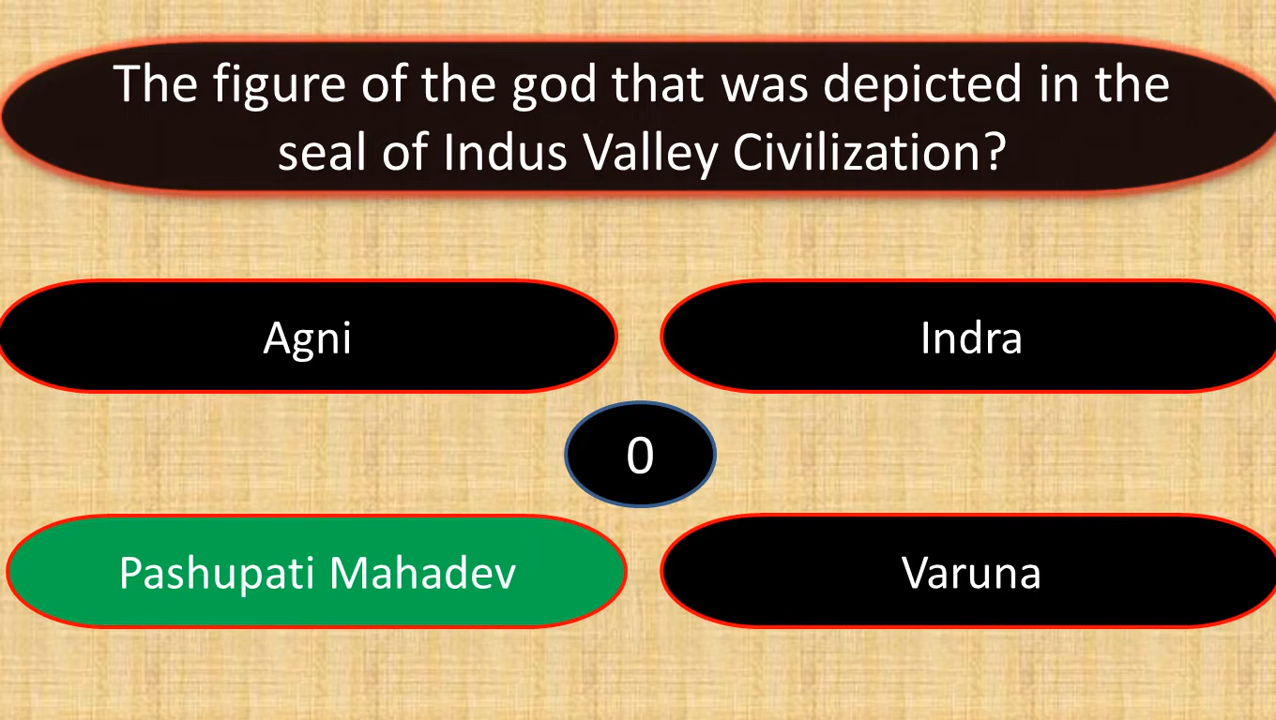 The figure of the god that was depicted in the
seal of Indus Valley Civilization?
Agni
Indra
0
Pashupati Mahadev
Varuna